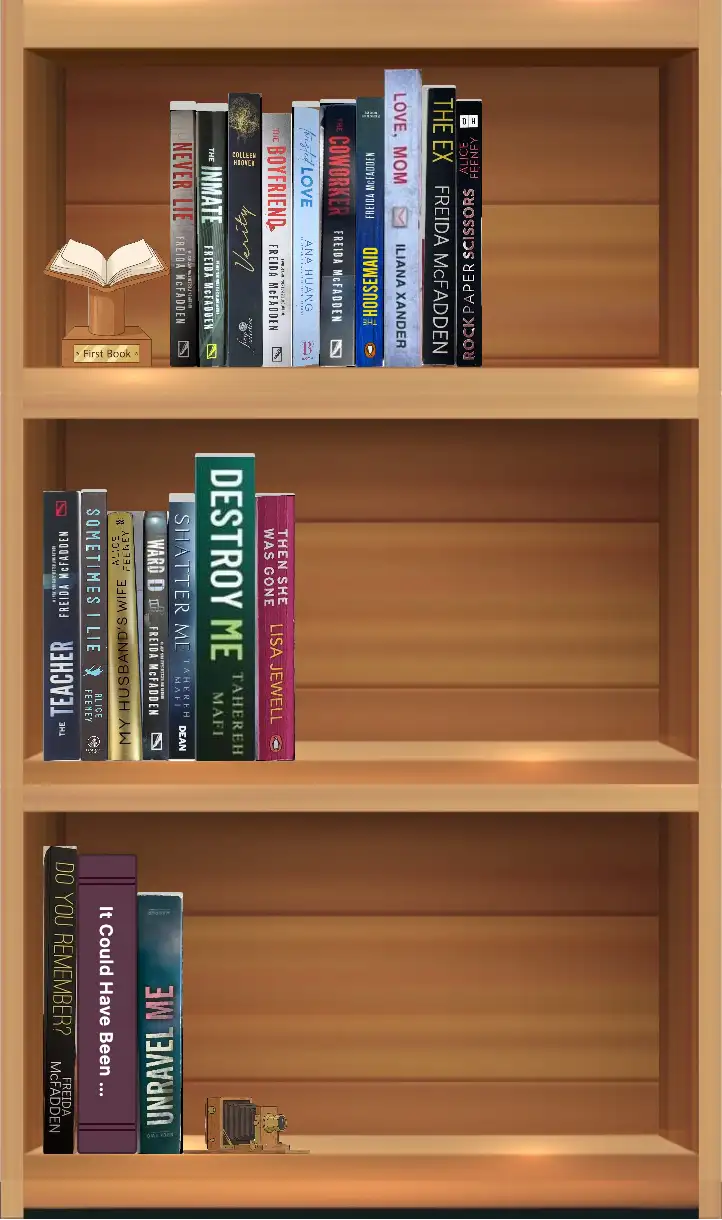 First Book
NEVER LIE
FREIDA McFADDEN
THE INMATE
FREIDA McFADDEN
COLLEEN
HOOVER
Verity
THE BOYFRIEND
FREIDA McFADDEN
twisted LOVE
ANA HUANG
THE COWORKER
FREIDA McFADDEN
FREIDA McFADDEN
THE HOUSEMAID
LOVE, MOM
ILIANA XANDER
THE EX
FREIDA McFADDEN
ROCK PAPER SCISSORS
ALICE
FEENEY
THE TEACHER
FREIDA McFADDEN
SOMETIMES I LIE
ALICE
FEENEY
MY HUSBAND'S WIFE
ALICE
FEENEY
WARD D
FREIDA McFADDEN
SHATTER ME
TAHEREH
MAFI
DEAN
DESTROY ME
TAHEREH
MAFI
THEN SHE
WAS GONE
LISA JEWELL
DO YOU REMEMBER?
FREIDA
McFADDEN
It Could Have Been ...
UNRAVEL ME